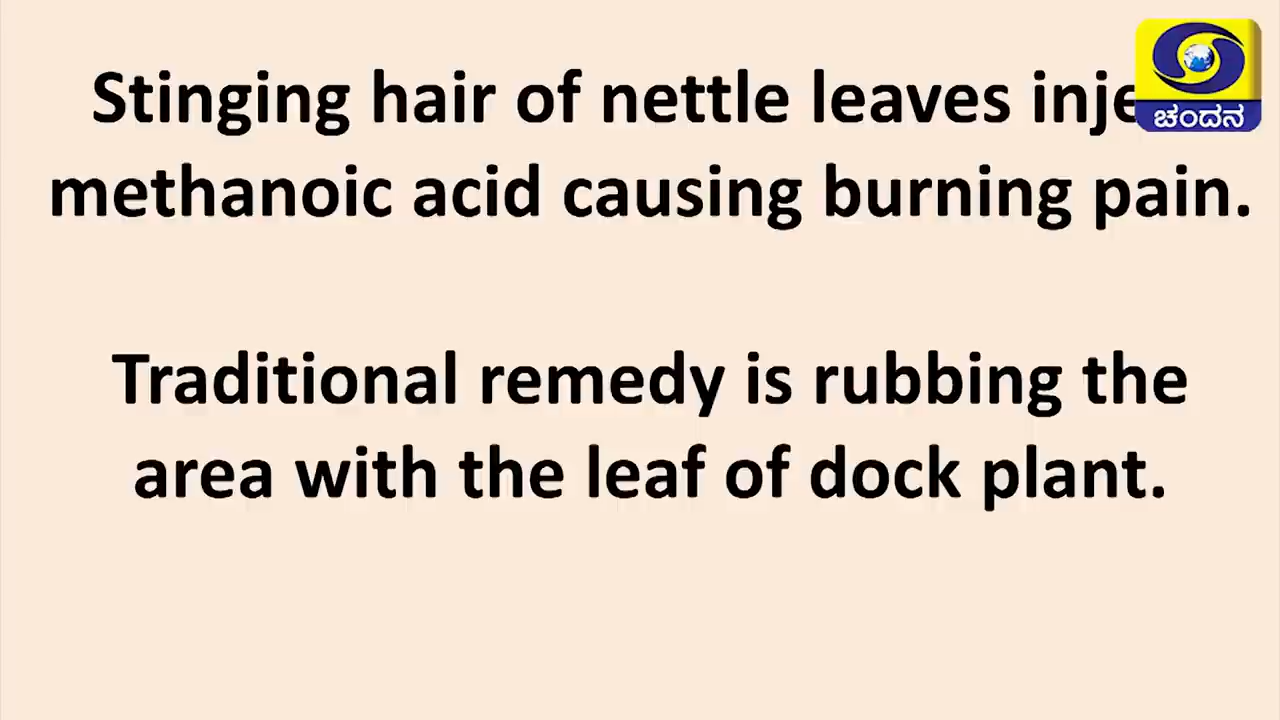 Stinging hair of nettle leaves
methanoic acid causing burning pain.
Traditional remedy is rubbing the
area with the leaf of dock plant.
ಚಂದನ